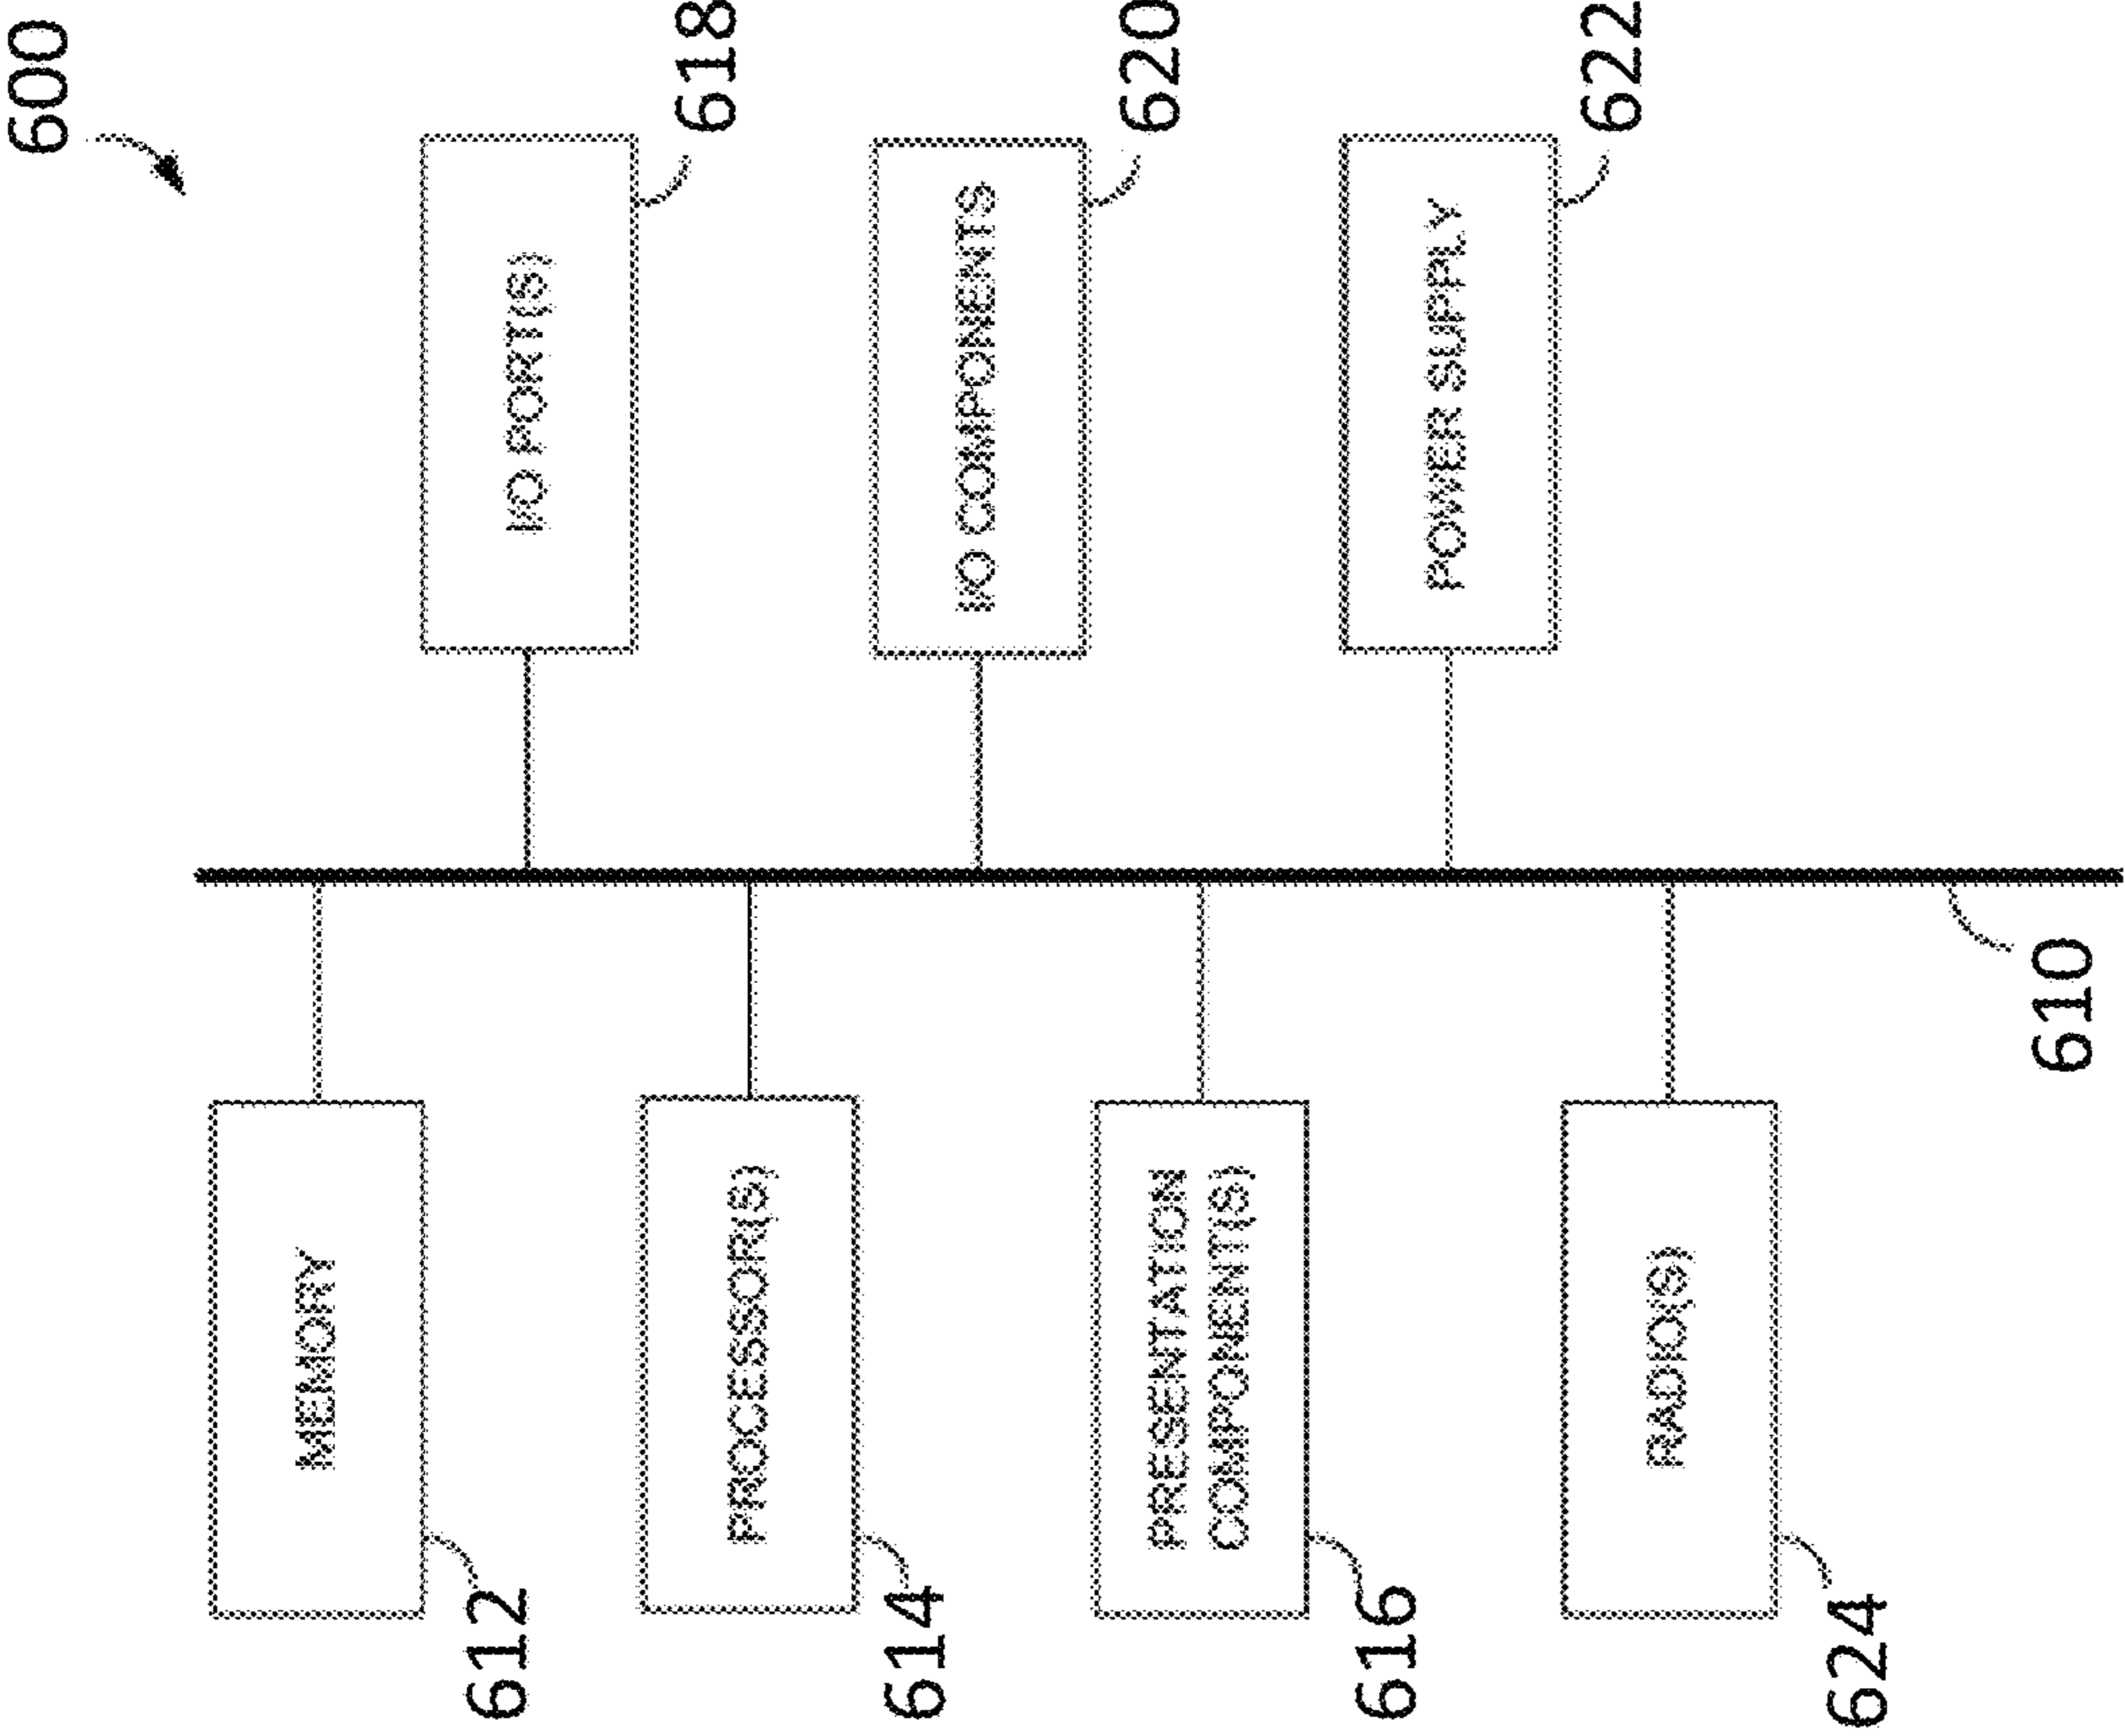 600
MEMORY
612
I/O PORT(S)
618
PROCESSOR(S)
614
I/O COMPONENTS
620
PRESENTATION
COMPONENT(S)
616
POWER SUPPLY
622
RADIO(S)
624
610